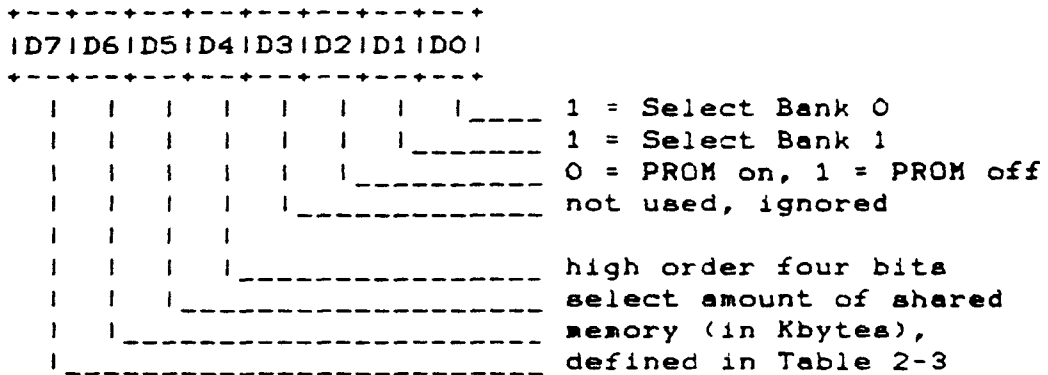 +--+--+--+--+--+--+--+--+
|D7|D6|D5|D4|D3|D2|D1|D0|
+--+--+--+--+--+--+--+--+
1 = Select Bank 0
1 = Select Bank 1
0 = PROM on, 1 = PROM off
not used, ignored
high order four bits
select amount of shared
memory (in Kbytes),
defined in Table 2-3